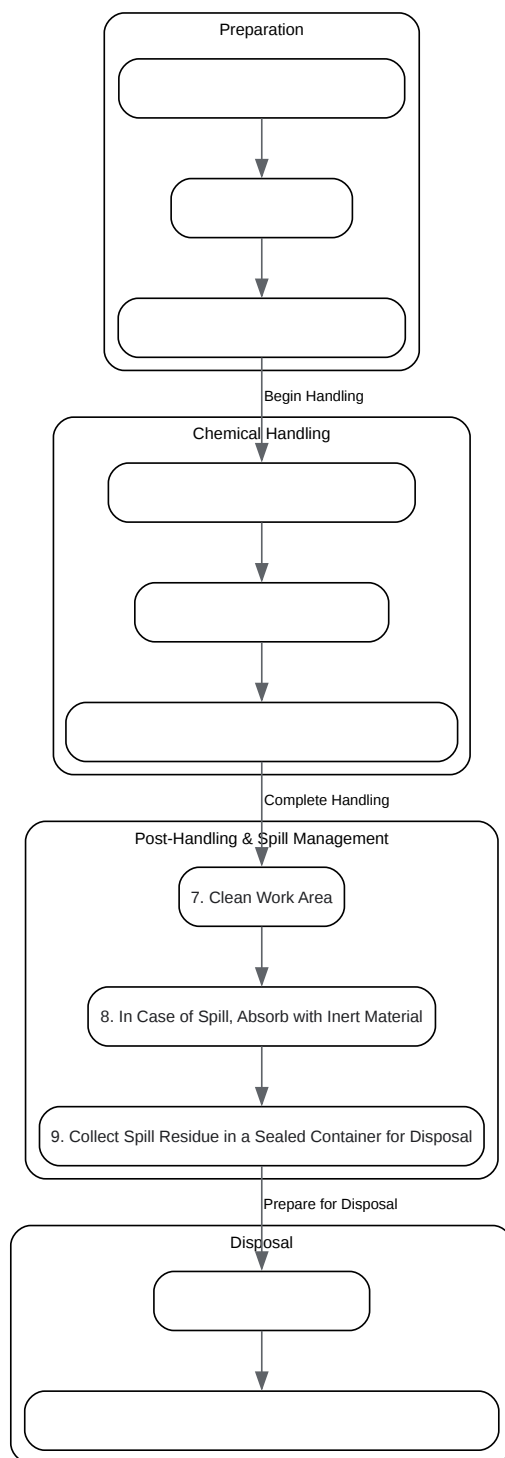 Preparation
Begin Handling
Chemical Handling
Complete Handling
Post-Handling & Spill Management
7. Clean Work Area
8. In Case of Spill, Absorb with Inert Material
9. Collect Spill Residue in a Sealed Container for Disposal
Prepare for Disposal
Disposal